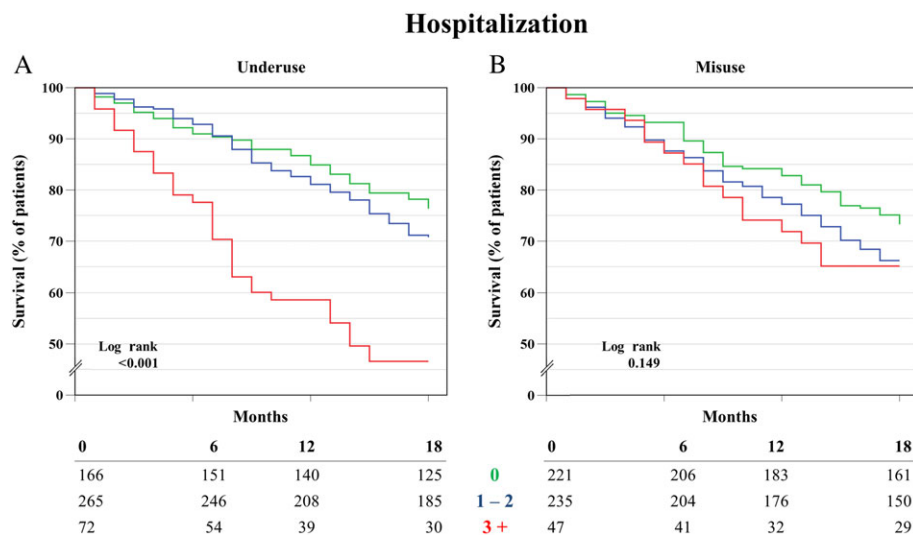 Hospitalization
A Underuse
Survival (% of patients)
100
90
80
70
60
50
0
Log rank
<0.001
Months
B Misuse
Survival (% of patients)
100
90
80
70
60
50
0
Log rank
0.149
Months
0 6 12 18 0 6 12 18
166 151 140 125 0 221 206 183 161
265 246 208 185 1 – 2 235 204 176 150
72 54 39 30 3 + 47 41 32 29